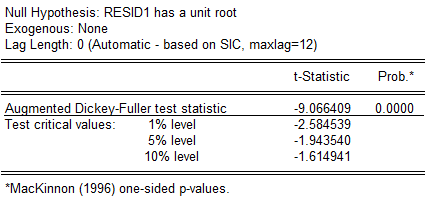 Null Hypothesis: RESID1 has a unit root
Exogenous: None
Lag Length: 0 (Automatic - based on SIC, maxlag=12)
t-Statistic Prob.*
Augmented Dickey-Fuller test statistic -9.066409 0.0000
Test critical values: 1% level -2.584539
5% level -1.943540
10% level -1.614941
*MacKinnon (1996) one-sided p-values.